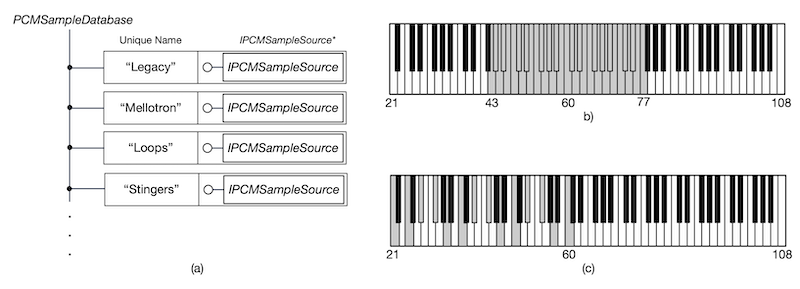 PCMSampleDatabase
Unique Name IPCMSampleSource*
“Legacy” IPCMSampleSource
“Mellotron” IPCMSampleSource
“Loops” IPCMSampleSource
“Stingers” IPCMSampleSource
(a)
21 43 60 77 108
b)
21 60 108
(c)